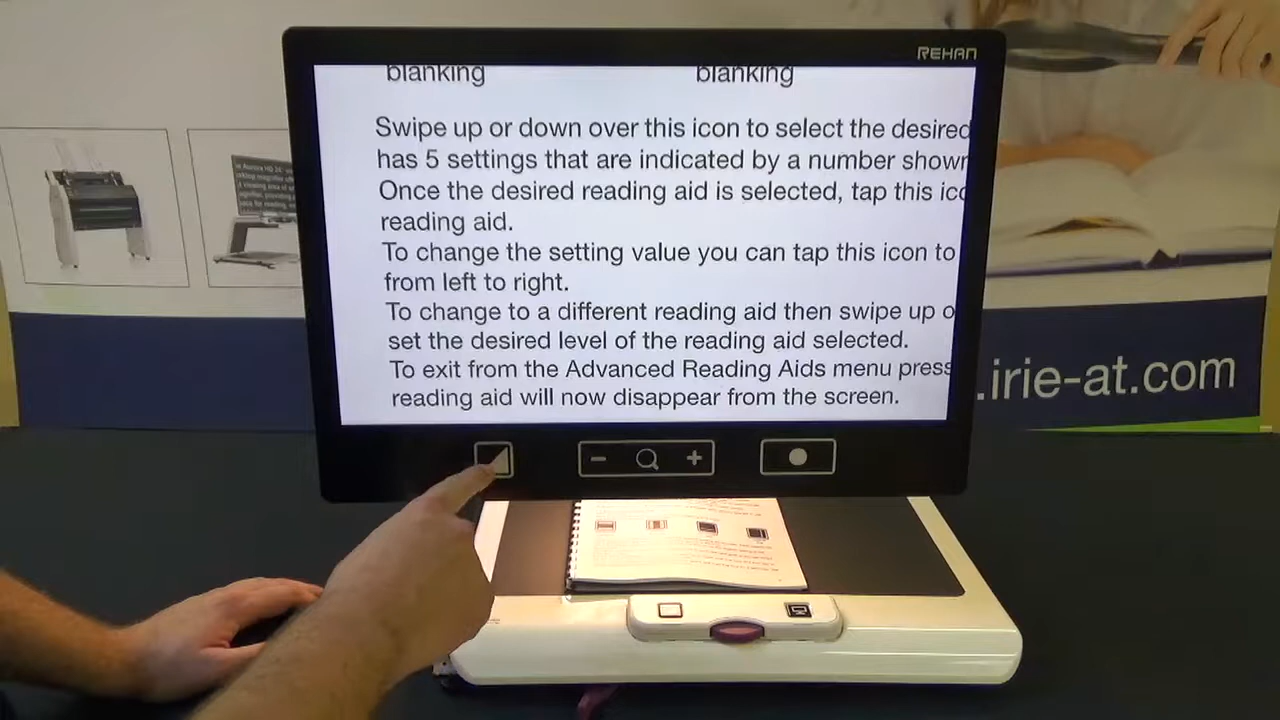 REHAN
blanking blanking
Swipe up or down over this icon to select the desired
has 5 settings that are indicated by a number shown
Once the desired reading aid is selected, tap this ico
reading aid.
To change the setting value you can tap this icon to
from left to right.
To change to a different reading aid then swipe up o
set the desired level of the reading aid selected.
To exit from the Advanced Reading Aids menu press
reading aid will now disappear from the screen.
.irie-at.com